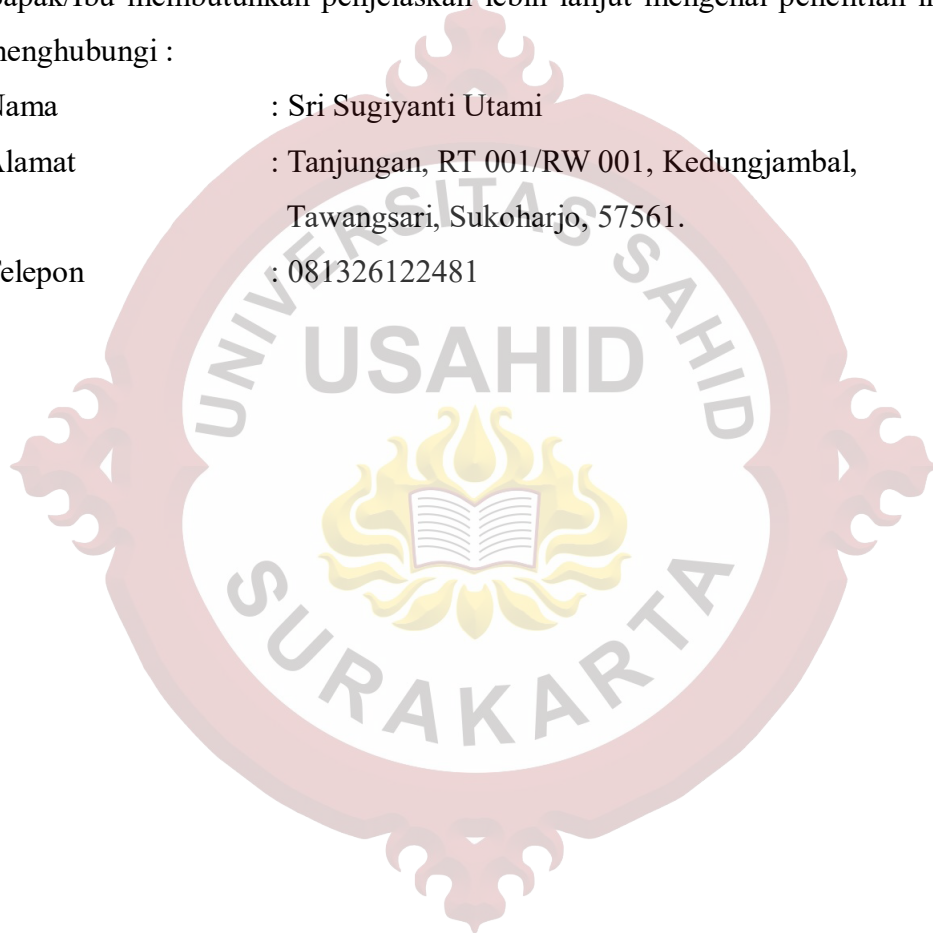 Bapak/Ibu membutuhkan penjelaskan lebih lanjut mengenai penelitian
menghubungi :
Nama : Sri Sugiyanti Utami
Alamat : Tanjungan, RT 001/RW 001, Kedungjambal,
Tawangsari, Sukoharjo, 57561.
Telepon : 081326122481
UNIVERSITAS SAHID
USAHID
SURAKARTA